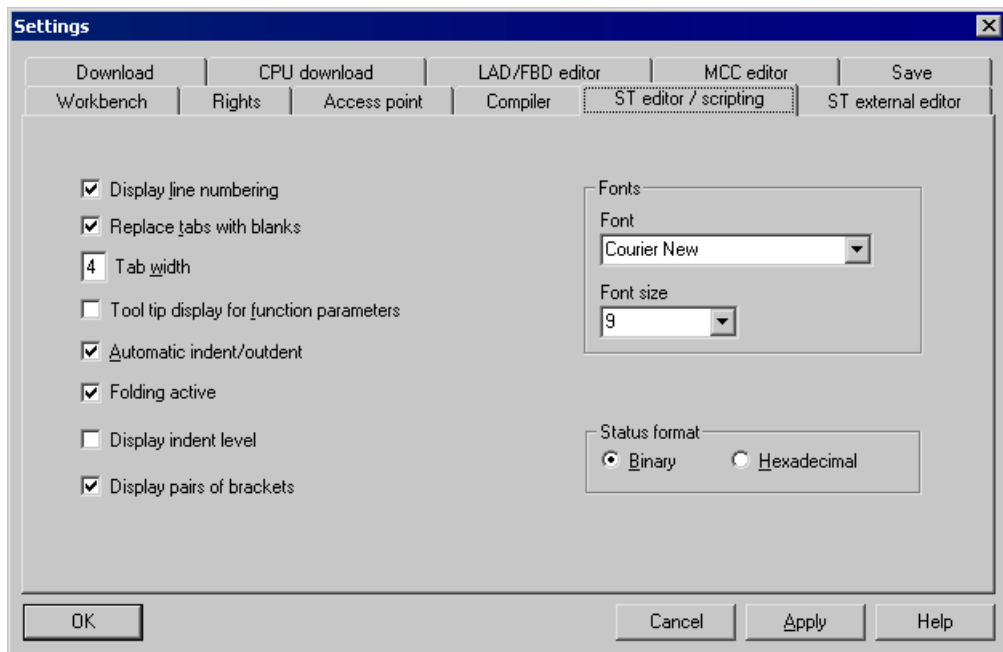 Settings
Download CPU download LAD/FBD editor MCC editor Save
Workbench Rights Access point Compiler ST editor / scripting ST external editor
Display line numbering
Replace tabs with blanks
4 Tab width
Tool tip display for function parameters
Automatic indent/outdent
Folding active
Display indent level
Display pairs of brackets
Fonts
Font
Courier New
Font size
9
Status format
Binary Hexadecimal
OK Cancel Apply Help